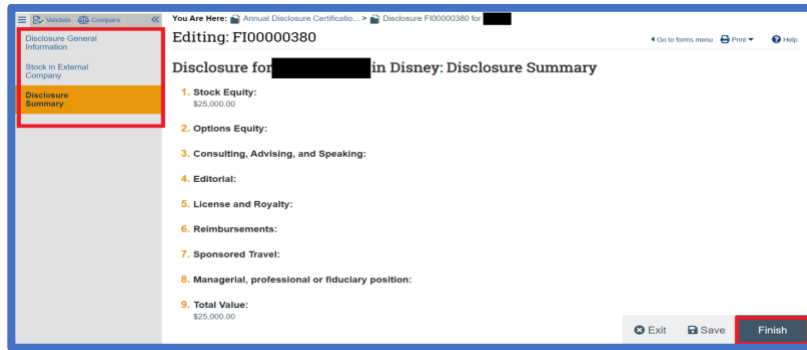 Validate Compare
You Are Here: Annual Disclosure Certificatio... > Disclosure FI00000380 for
Disclosure General
Information
Stock in External
Company
Disclosure
Summary
Editing: FI00000380
Go to forms menu Print Help
Disclosure for in Disney: Disclosure Summary
1. Stock Equity:
$25,000.00
2. Options Equity:
3. Consulting, Advising, and Speaking:
4. Editorial:
5. License and Royalty:
6. Reimbursements:
7. Sponsored Travel:
8. Managerial, professional or fiduciary position:
9. Total Value:
$25,000.00
Exit Save Finish